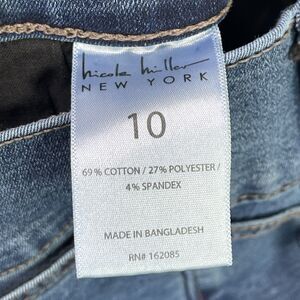 nicole miller
NEW YORK
10
69% COTTON / 27% POLYESTER /
4% SPANDEX
MADE IN BANGLADESH
RN# 162085